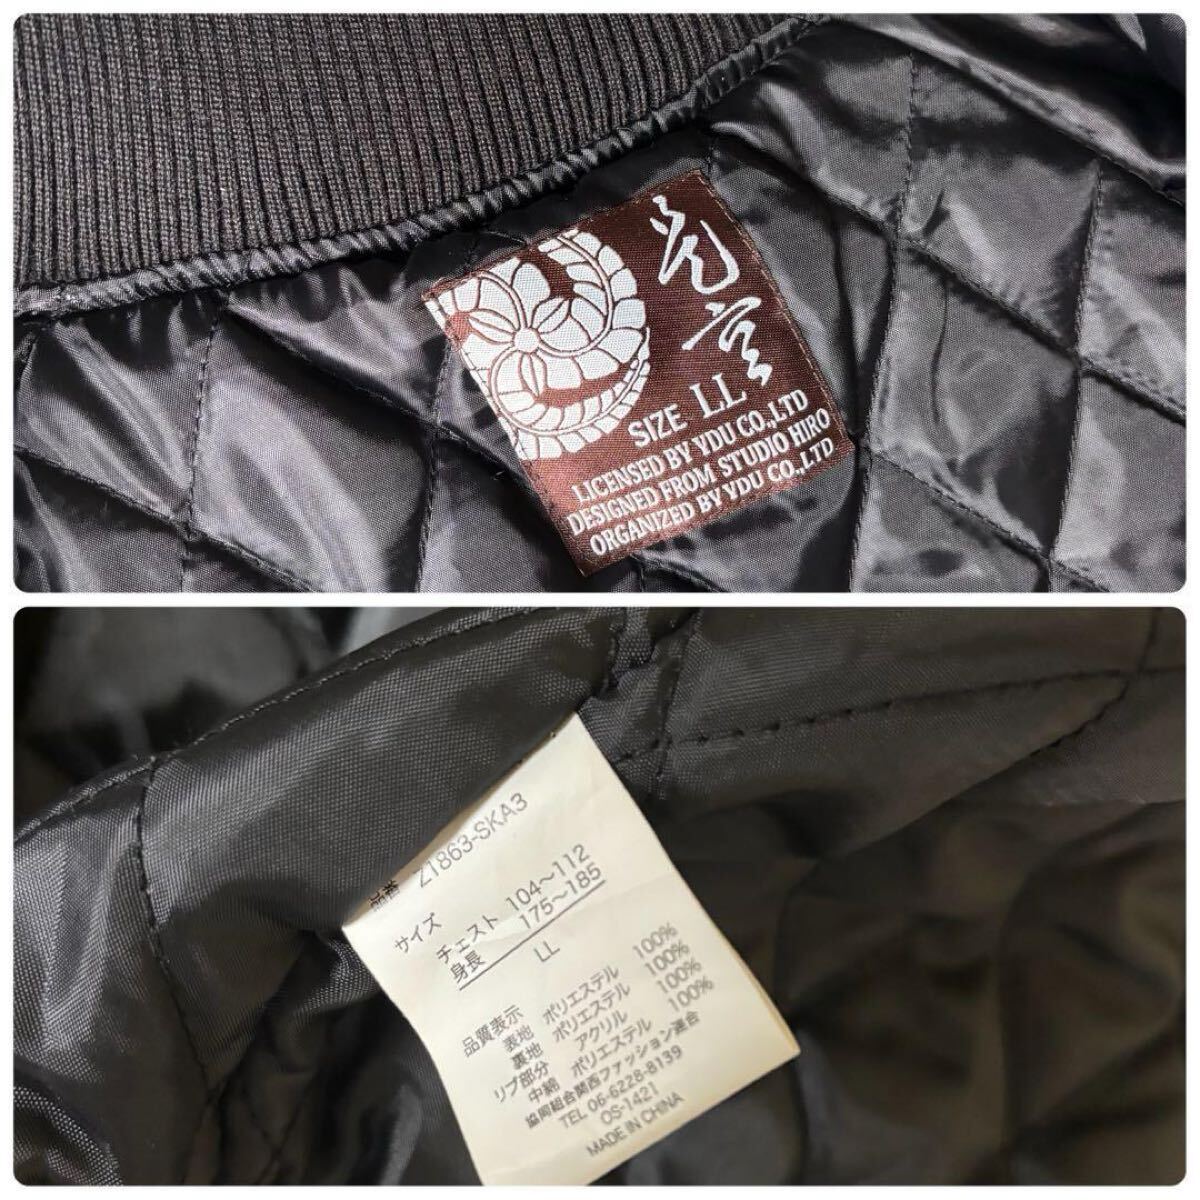 SIZE LL
LICENSED BY YDU CO.,LTD
DESIGNED FROM STUDIO HIRO
ORGANIZED BY YDU CO.,LTD
品番 Z1863-SKA3
サイズ
チェスト 104～112
身長 175～185
LL
品質表示
表地 ポリエステル 100%
裏地 ポリエステル 100%
リブ部分 アクリル 100%
中綿 ポリエステル 100%
協同組合関西ファッション連合
TEL 06-6228-8139
OS-1421
MADE IN CHINA